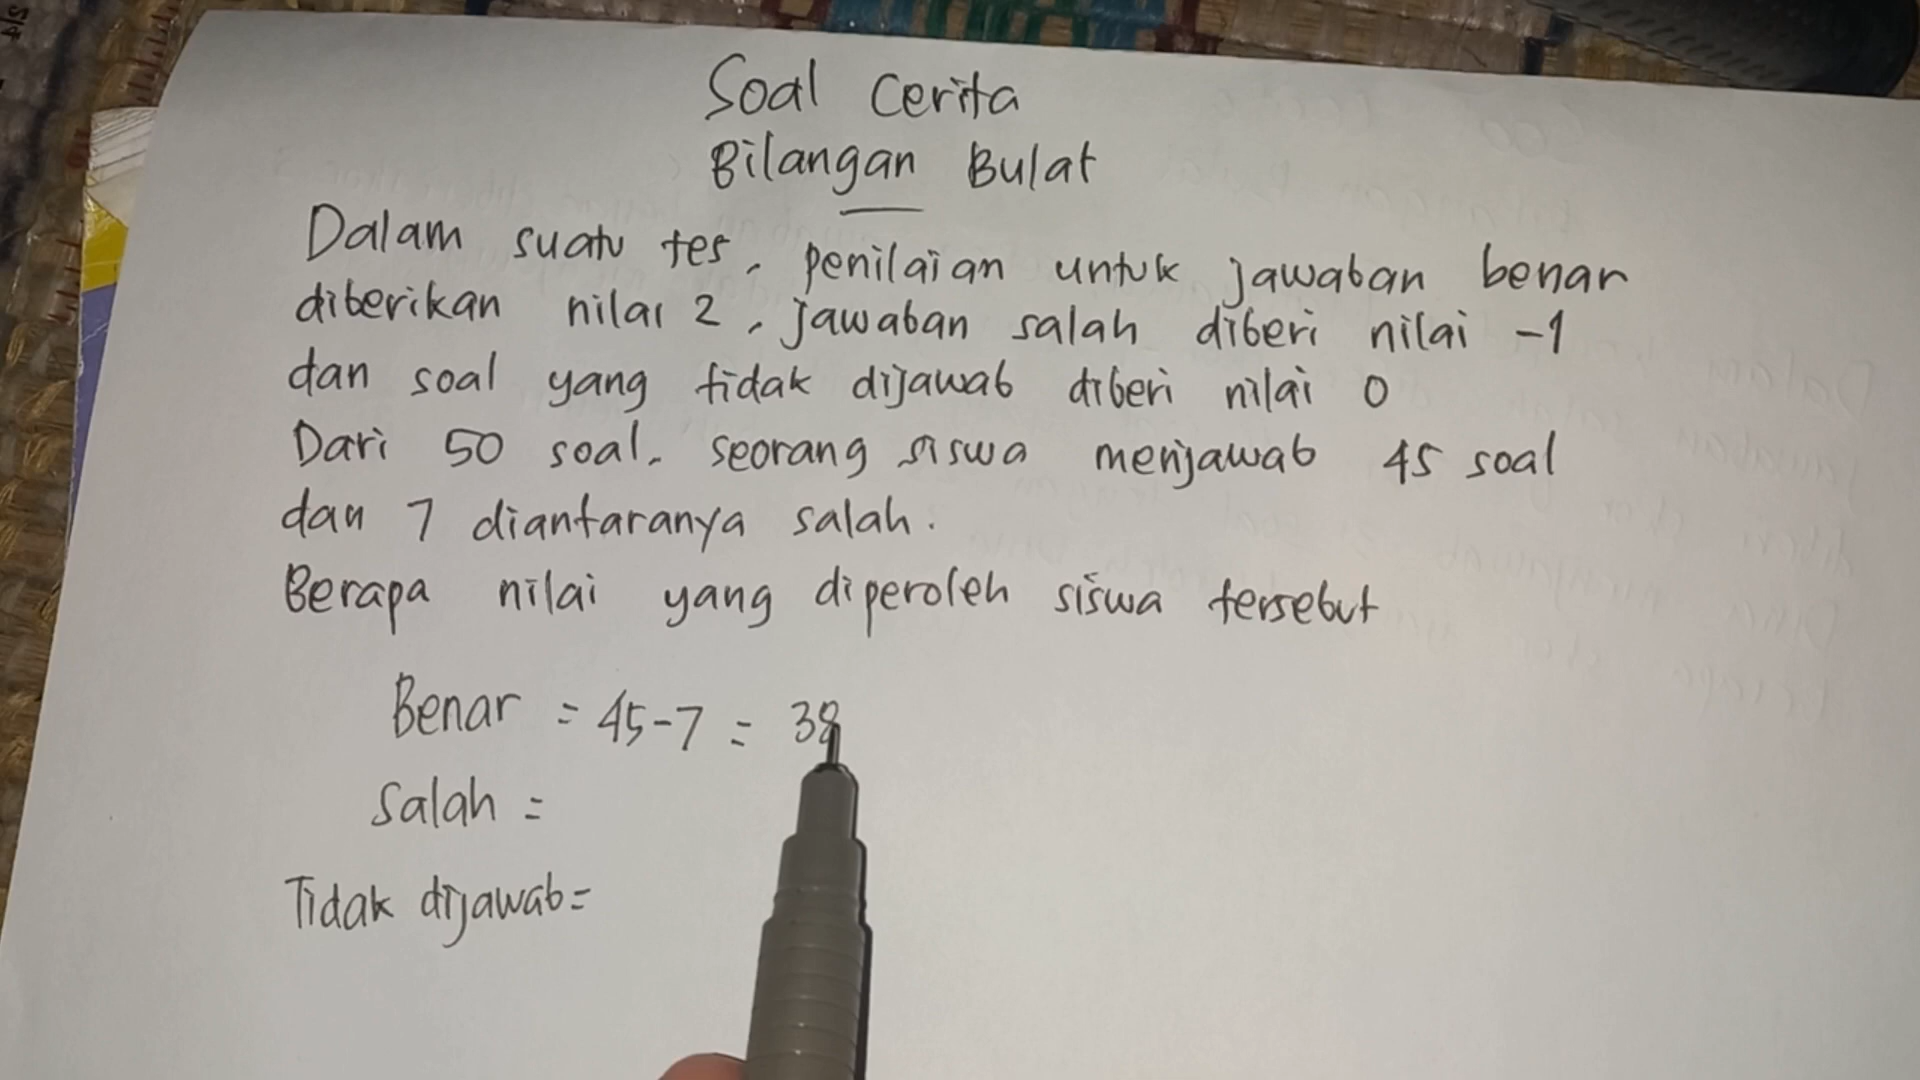 Soal Cerita
Bilangan Bulat
Dalam suatu tes, penilaian untuk jawaban benar
diberikan nilai 2, jawaban salah diberi nilai -1
dan soal yang tidak dijawab diberi nilai 0
Dari 50 soal, seorang siswa menjawab 45 soal
dan 7 diantaranya salah.
Berapa nilai yang diperoleh siswa tersebut
Benar = 45-7 = 38
Salah =
Tidak dijawab=